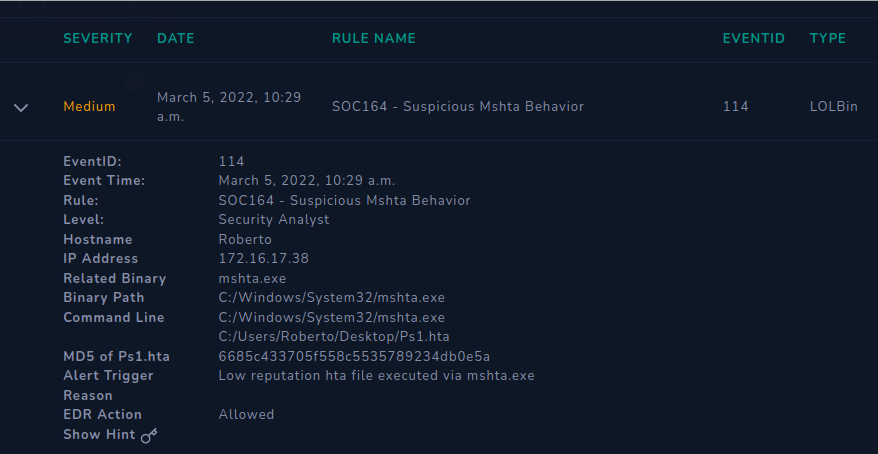 SEVERITY DATE RULE NAME EVENTID TYPE
Medium March 5, 2022, 10:29 a.m. SOC164 - Suspicious Mshta Behavior 114 LOLBin
EventID: 114
Event Time: March 5, 2022, 10:29 a.m.
Rule: SOC164 - Suspicious Mshta Behavior
Level: Security Analyst
Hostname Roberto
IP Address 172.16.17.38
Related Binary mshta.exe
Binary Path C:/Windows/System32/mshta.exe
Command Line C:/Windows/System32/mshta.exe
C:/Users/Roberto/Desktop/Ps1.hta
MD5 of Ps1.hta 6685c433705f558c5535789234db0e5a
Alert Trigger Low reputation hta file executed via mshta.exe
Reason
EDR Action Allowed
Show Hint